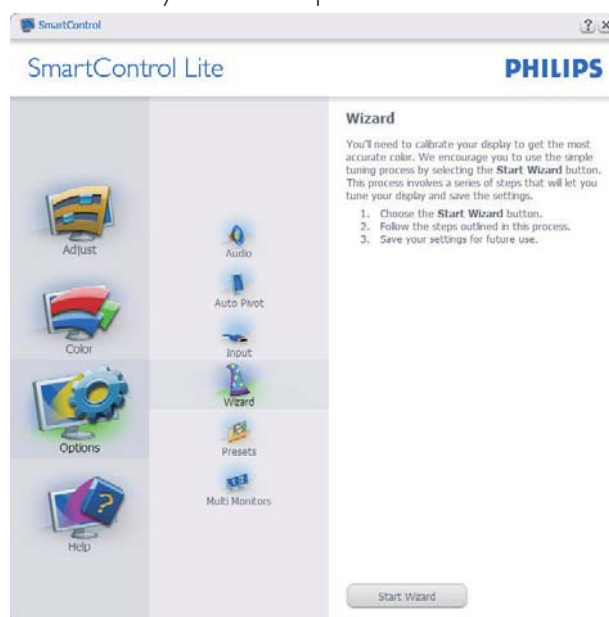 SmartControl
SmartControl Lite
PHILIPS
Adjust
Color
Options
Help
Audio
Auto Pivot
Input
Wizard
Presets
Multi Monitors
Wizard
You'll need to calibrate your display to get the most
accurate color. We encourage you to use the simple
tuning process by selecting the Start Wizard button.
This process involves a series of steps that will let you
tune your display and save the settings.
1. Choose the Start Wizard button.
2. Follow the steps outlined in this process.
3. Save your settings for future use.
Start Wizard